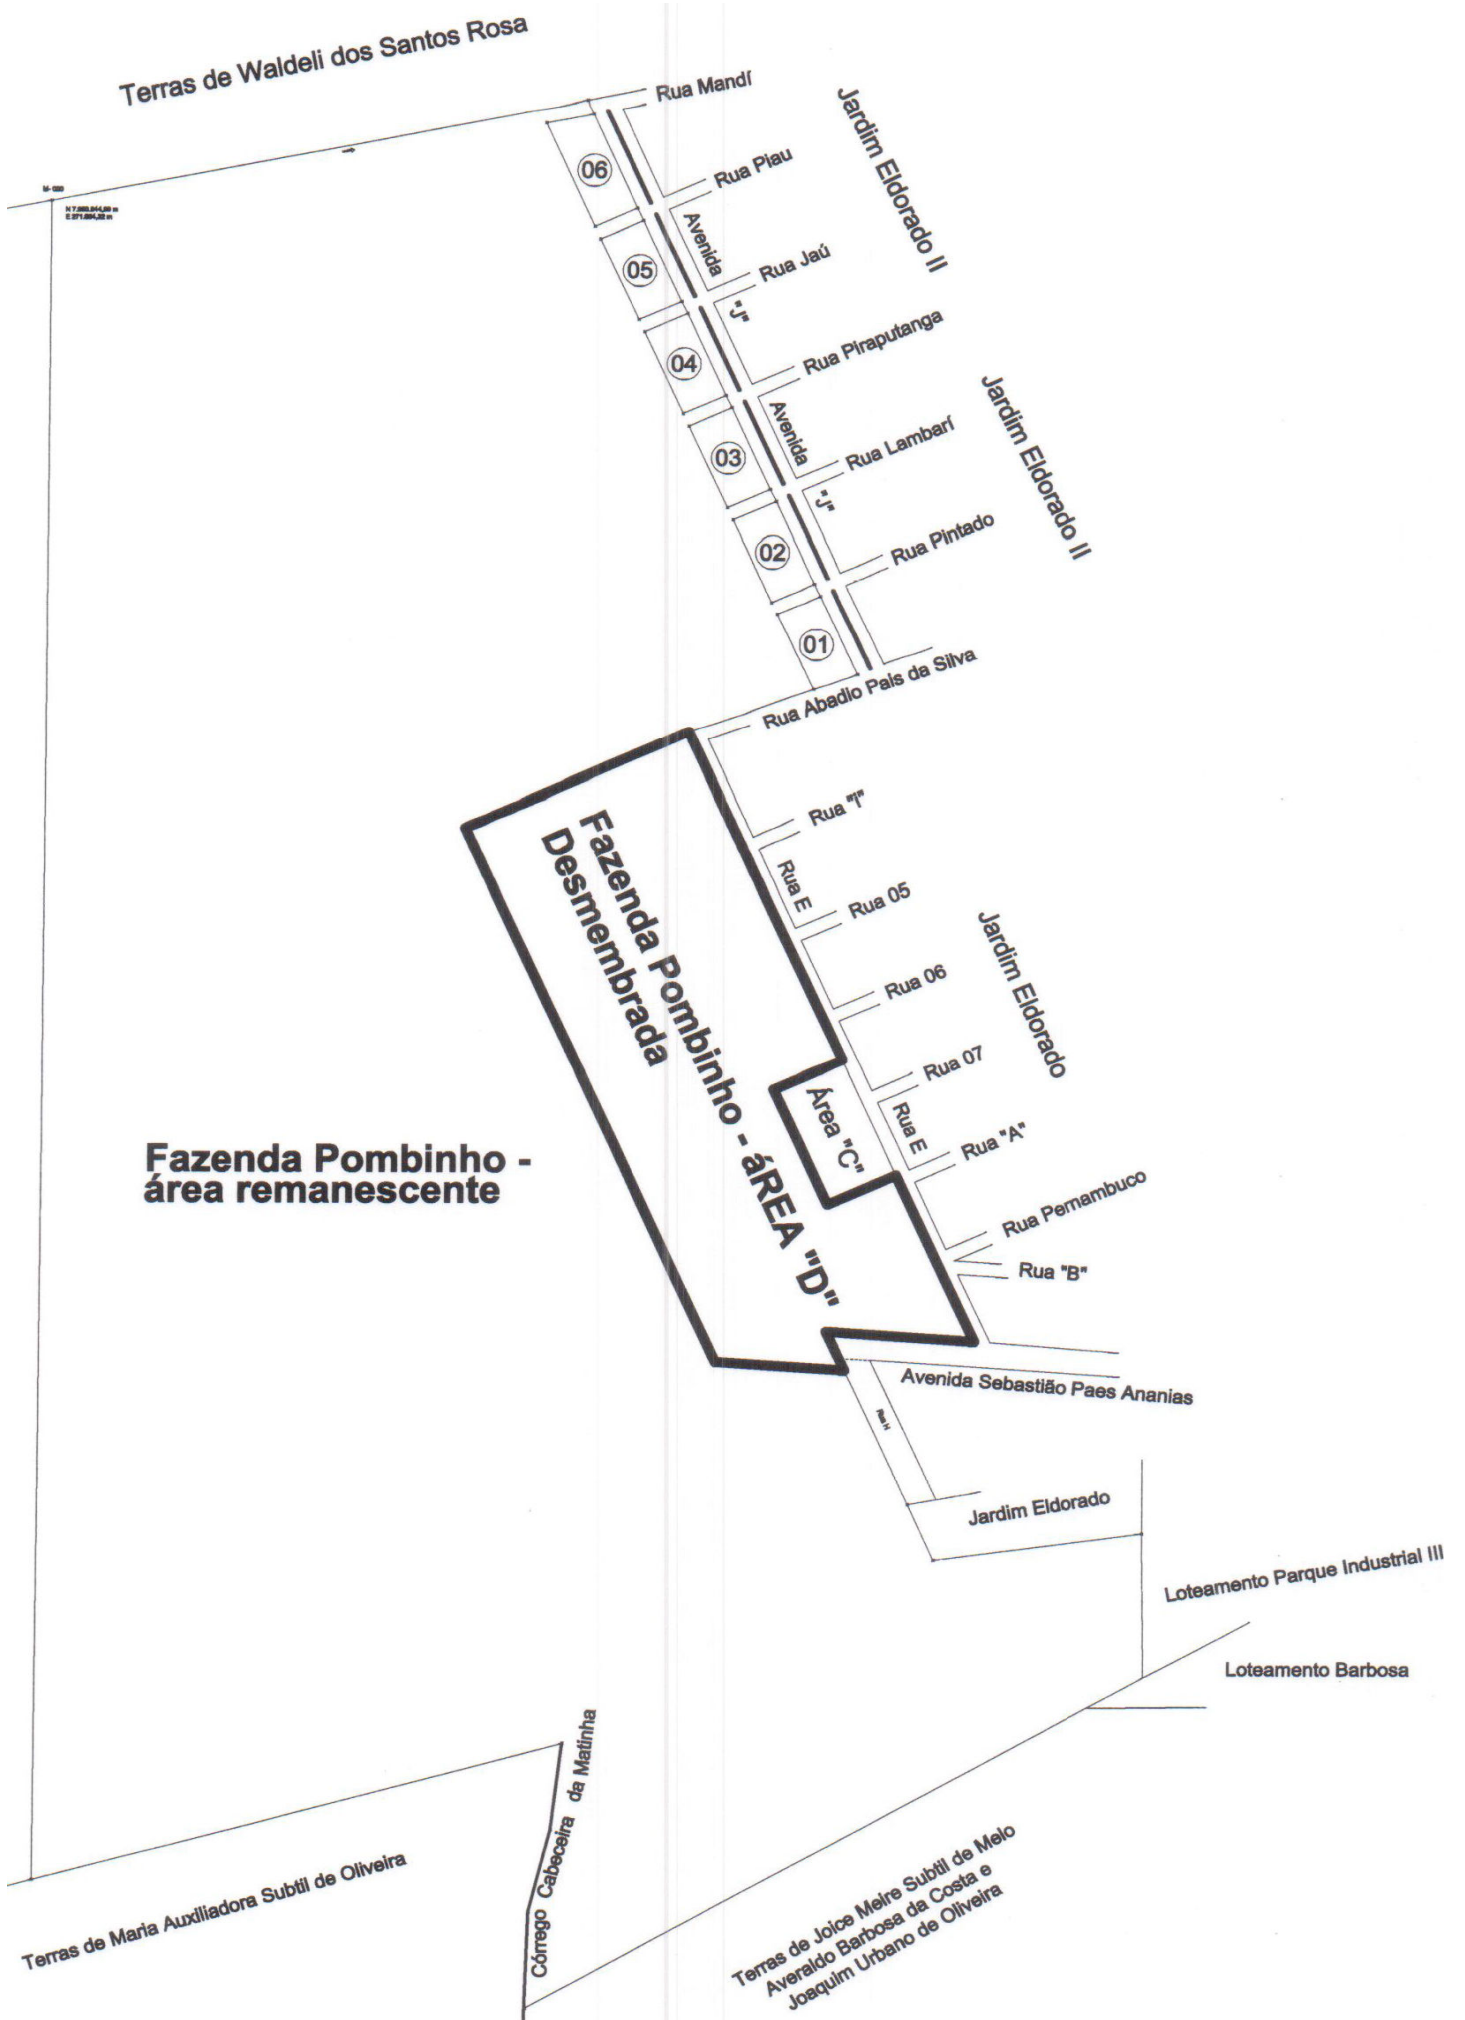 Terras de Waldeli dos Santos Rosa
Rua Mandí
Jardim Eldorado II
06
Rua Piau
Avenida
05
Rua Jaú
"J"
04
Rua Piraputanga
Jardim Eldorado II
Avenida
03
Rua Lambarí
"J"
02
Rua Pintado
01
Rua Abadio Pais da Silva
Rua "I"
Rua E
Rua 05
Jardim Eldorado
Rua 06
Rua 07
Rua E
Rua "A"
Área "C"
Fazenda Pombinho - áREA "D"
Desmembrada
Fazenda Pombinho -
área remanescente
Rua Pernambuco
Rua "B"
Avenida Sebastião Paes Ananias
Rua H
Jardim Eldorado
Loteamento Parque Industrial III
Loteamento Barbosa
Córrego Cabeceira da Matinha
Terras de Maria Auxiliadora Subtil de Oliveira
Terras de Joice Meire Subtil de Melo
Averaldo Barbosa da Costa e
Joaquim Urbano de Oliveira